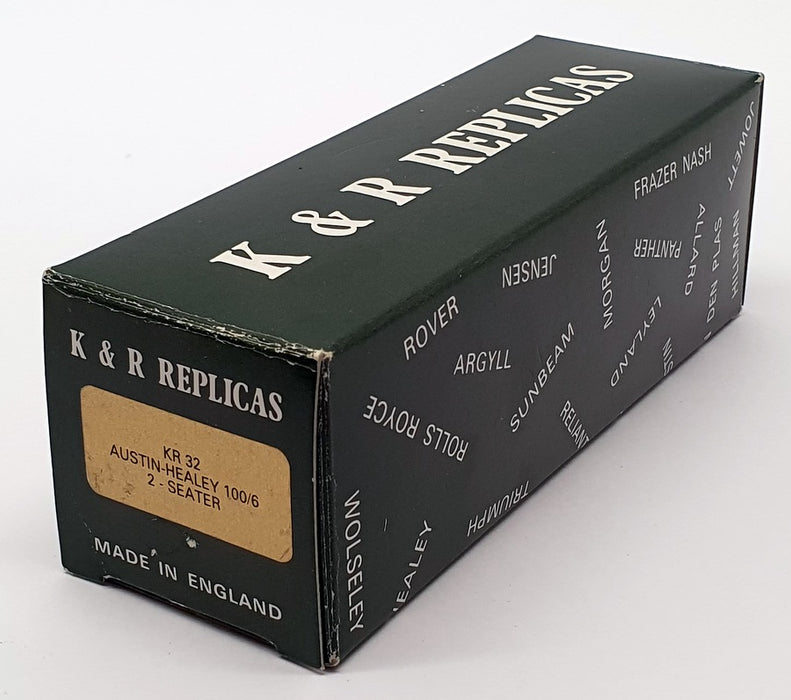 K & R REPLICAS
K & R REPLICAS
KR 32
AUSTIN-HEALEY 100/6
2 - SEATER
MADE IN ENGLAND
JOWETT
FRAZER NASH
HILLMAN
ALLARD
DEN PLAS
PANTHER
MORGAN
JENSEN
ROVER
LEYLAND
ARGYLL
SUNBEAM
RELIANT
ROLLS ROYCE
TRIUMPH
WOLSELEY
EALEY